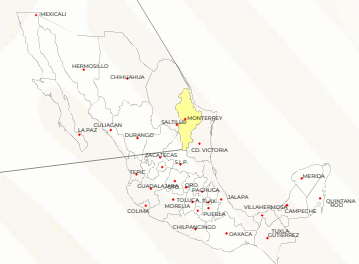 MEXICALI
HERMOSILLO
CHIHUAHUA
SALTILLO
MONTERREY
CULIACAN
LA PAZ
DURANGO
CD. VICTORIA
ZACATECAS
S.L.P.
TEPIC
GUADALAJARA
GTO.
QRO.
PACHUCA
MERIDA
COLIMA
MORELIA
TOLUCA
TLAX.
JALAPA
PUEBLA
VILLAHERMOSA
CAMPECHE
QUINTANA
ROO
CHILPANCINGO
OAXACA
TUXLA
GUTIERREZ